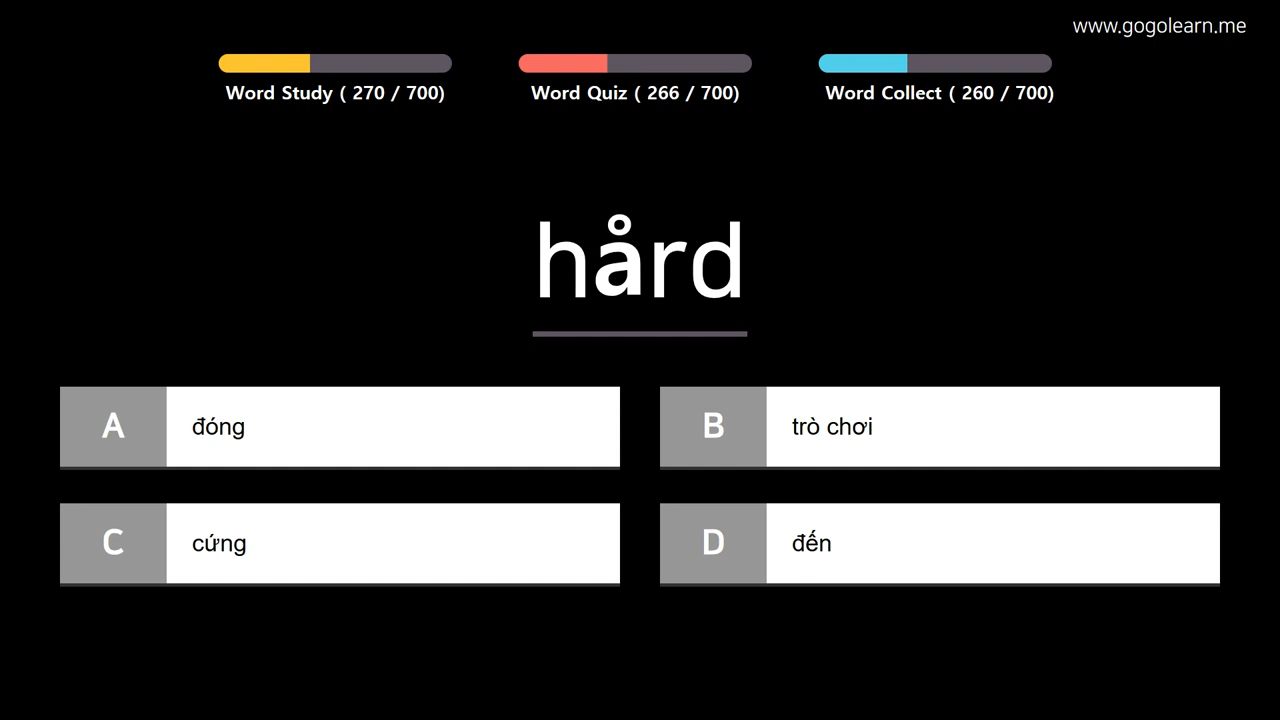 www.gogolearn.me
Word Study ( 270 / 700)
Word Quiz ( 266 / 700)
Word Collect ( 260 / 700)
hård
A đóng
B trò chơi
C cứng
D đến